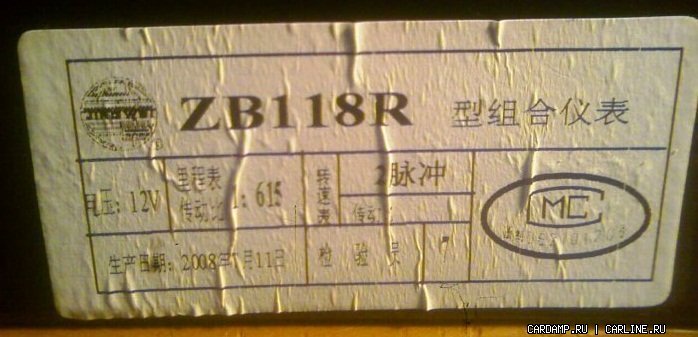 ZB118R 型组合仪表
电压: 12V
里程表
传动比1: 615
转速表
2脉冲
传动比
MC
生产日期: 2008年 月11日
检 验 员 7
CARDAMP.RU | CARLINE.RU